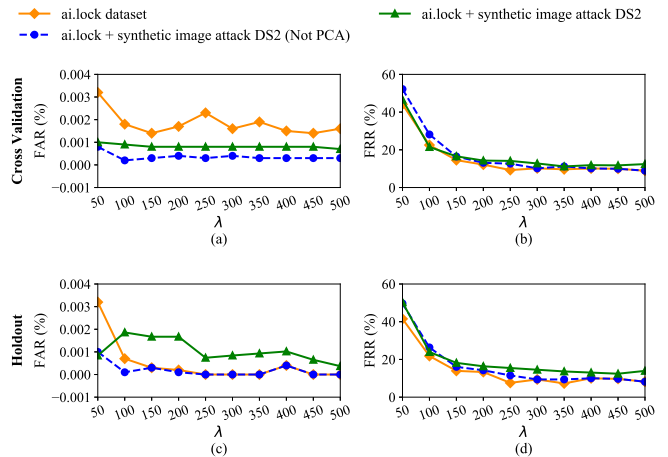 ai.lock dataset
ai.lock + synthetic image attack DS2 (Not PCA)
ai.lock + synthetic image attack DS2
Cross Validation
FAR (%)
0.004
0.003
0.002
0.001
0.000
−0.001
50 100 150 200 250 300 350 400 450 500
λ
(a)
FRR (%)
60
40
20
0
50 100 150 200 250 300 350 400 450 500
λ
(b)
Holdout
FAR (%)
0.004
0.003
0.002
0.001
0.000
−0.001
50 100 150 200 250 300 350 400 450 500
λ
(c)
FRR (%)
60
40
20
0
50 100 150 200 250 300 350 400 450 500
λ
(d)